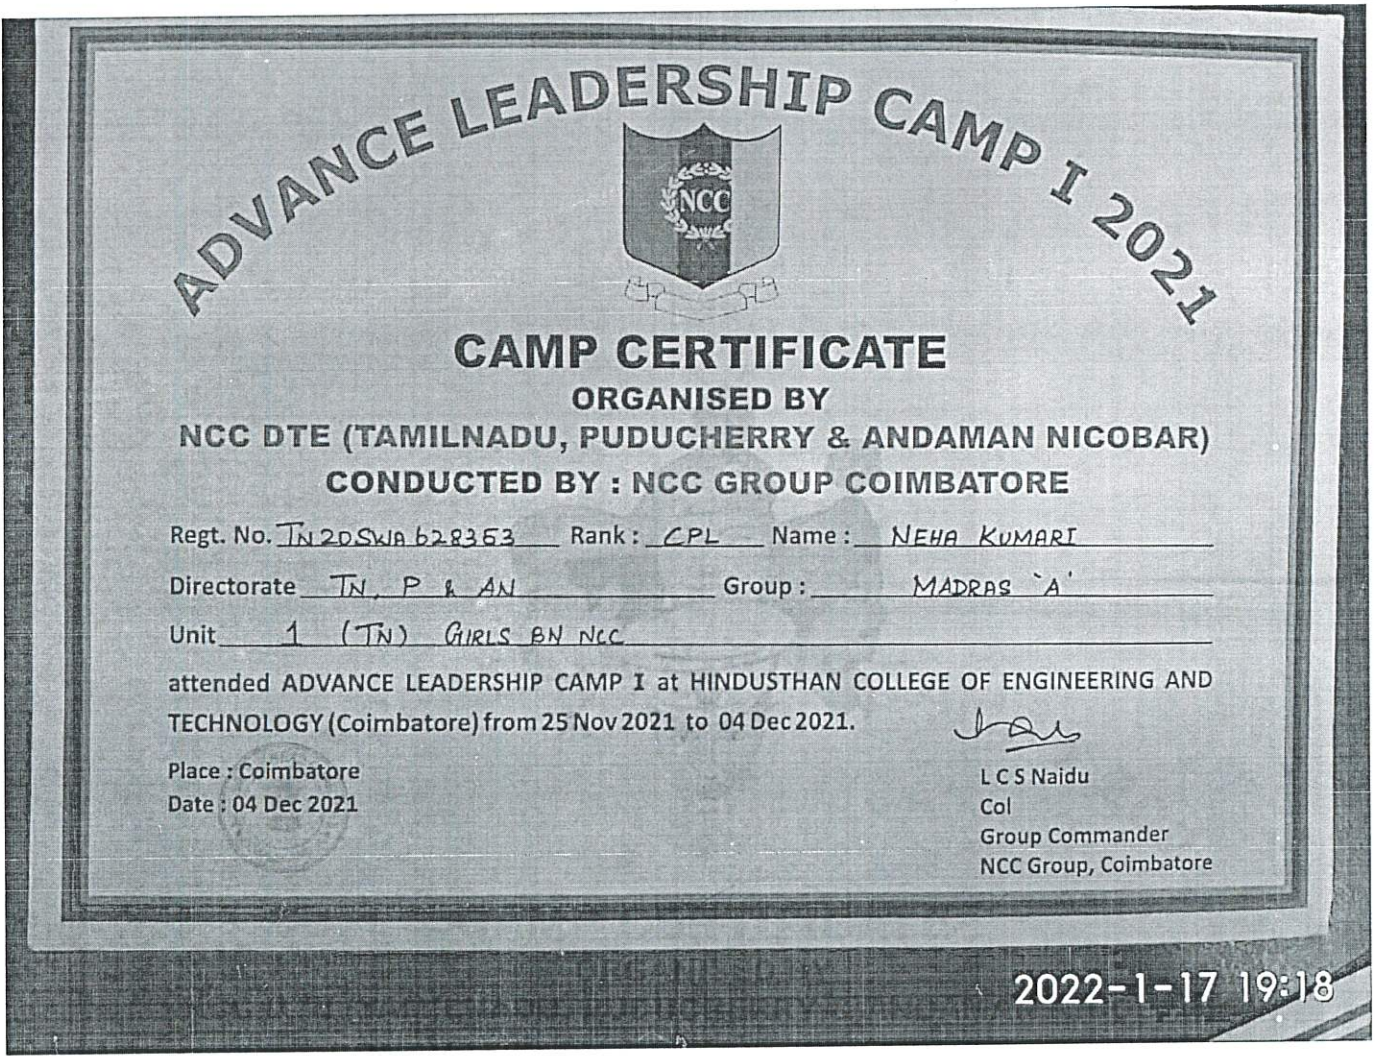 ADVANCE LEADERSHIP CAMP I 2021
NCC
CAMP CERTIFICATE
ORGANISED BY
NCC DTE (TAMILNADU, PUDUCHERRY & ANDAMAN NICOBAR)
CONDUCTED BY : NCC GROUP COIMBATORE
Regt. No. TN20SWA628353 Rank : CPL Name : NEHA KUMARI
Directorate TN, P & AN Group : MADRAS 'A'
Unit 1 (TN) GIRLS BN NCC
attended ADVANCE LEADERSHIP CAMP I at HINDUSTHAN COLLEGE OF ENGINEERING AND
TECHNOLOGY (Coimbatore) from 25 Nov 2021 to 04 Dec 2021.
Place : Coimbatore
Date : 04 Dec 2021
L C S Naidu
Col
Group Commander
NCC Group, Coimbatore
2022-1-17 19:18